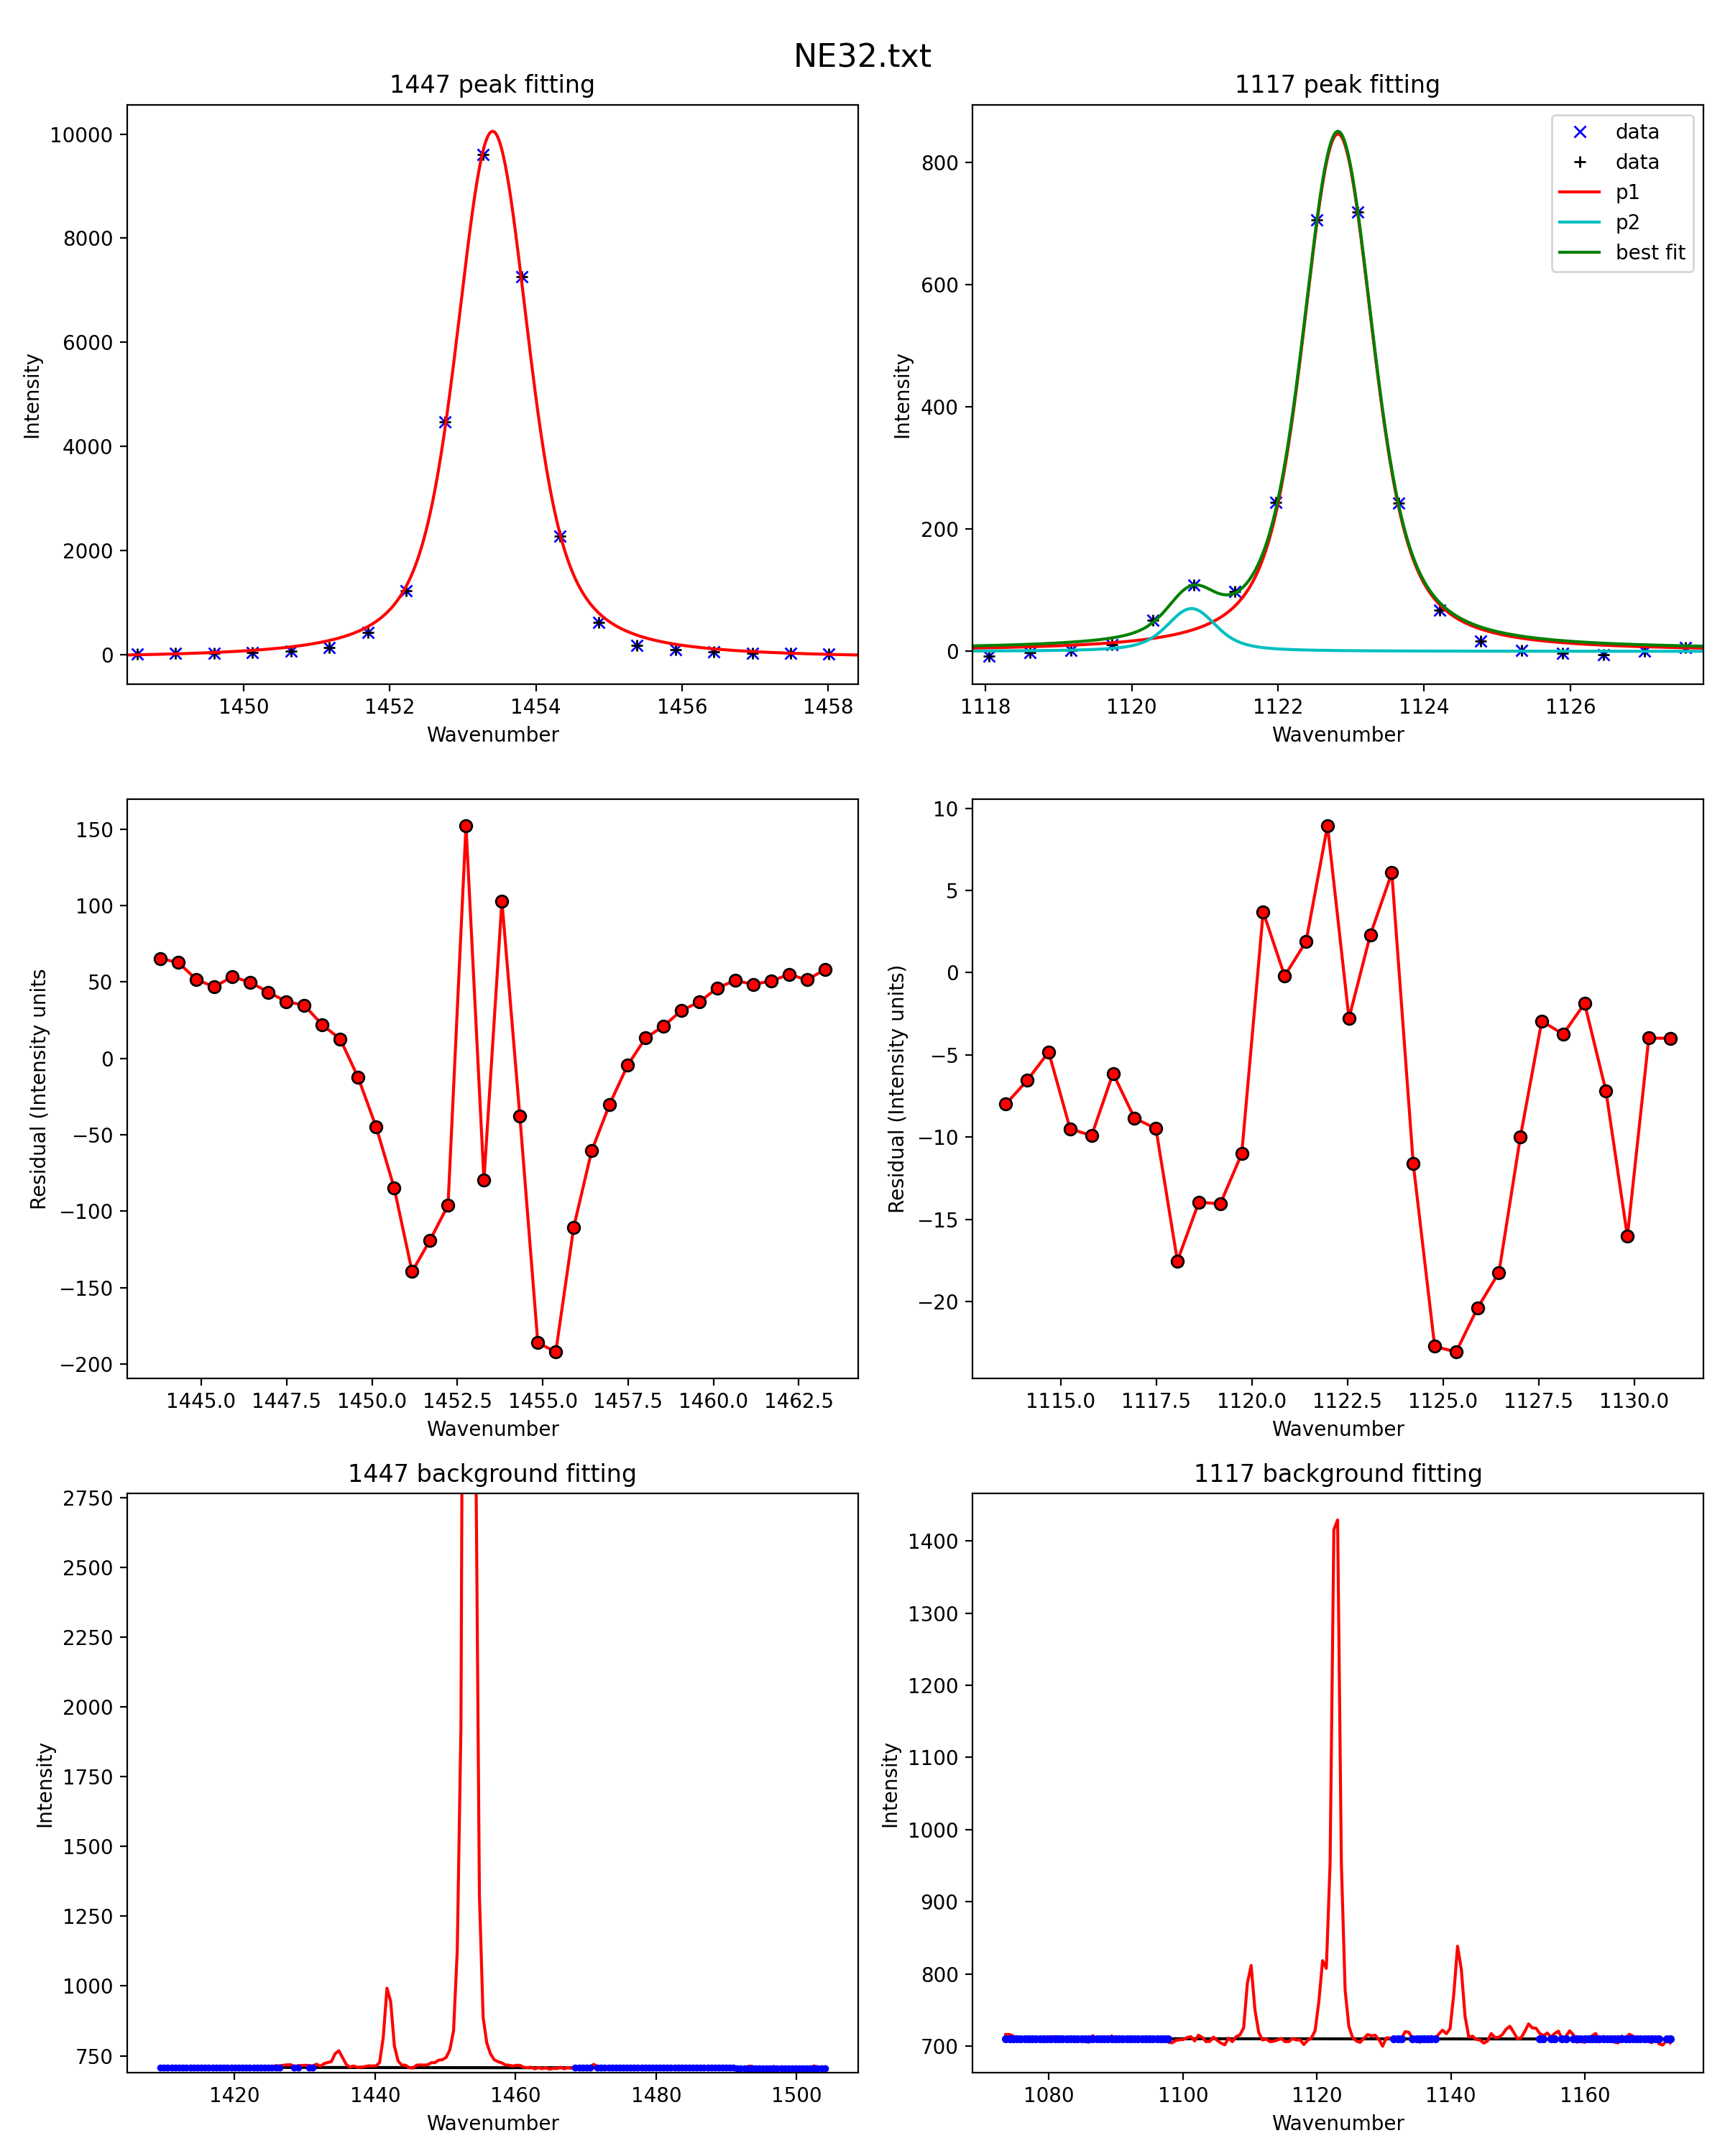 NE32.txt
1447 peak fitting
10000
8000
6000
4000
2000
0
Intensity
1450 1452 1454 1456 1458
Wavenumber
1117 peak fitting
data
data
p1
p2
best fit
800
600
400
200
0
Intensity
1118 1120 1122 1124 1126
Wavenumber
150
100
50
0
−50
−100
−150
−200
Residual (Intensity units
1445.0 1447.5 1450.0 1452.5 1455.0 1457.5 1460.0 1462.5
Wavenumber
10
5
0
−5
−10
−15
−20
Residual (Intensity units)
1115.0 1117.5 1120.0 1122.5 1125.0 1127.5 1130.0
Wavenumber
1447 background fitting
2750
2500
2250
2000
1750
1500
1250
1000
750
Intensity
1420 1440 1460 1480 1500
Wavenumber
1117 background fitting
1400
1300
1200
1100
1000
900
800
700
Intensity
1080 1100 1120 1140 1160
Wavenumber